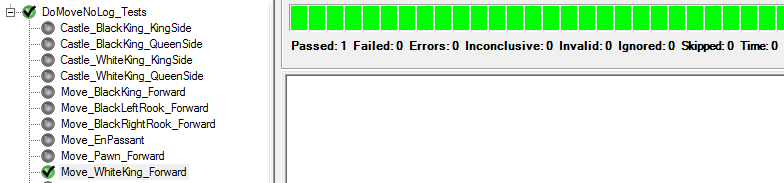 DoMoveNoLog_Tests
Castle_BlackKing_KingSide
Castle_BlackKing_QueenSide
Castle_WhiteKing_KingSide
Castle_WhiteKing_QueenSide
Move_BlackKing_Forward
Move_BlackLeftRook_Forward
Move_BlackRightRook_Forward
Move_EnPassant
Move_Pawn_Forward
Move_WhiteKing_Forward
Passed: 1 Failed: 0 Errors: 0 Inconclusive: 0 Invalid: 0 Ignored: 0 Skipped: 0 Time: 0